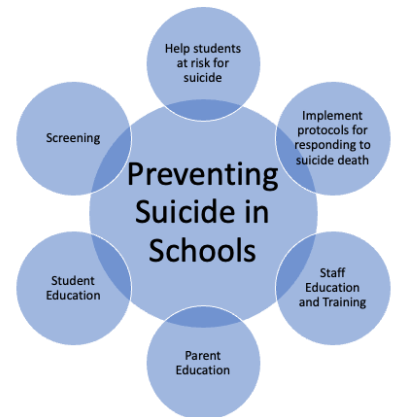 Help students
at risk for
suicide
Implement
protocols for
responding to
suicide death
Staff
Education
and Training
Parent
Education
Student
Education
Screening
Preventing
Suicide in
Schools